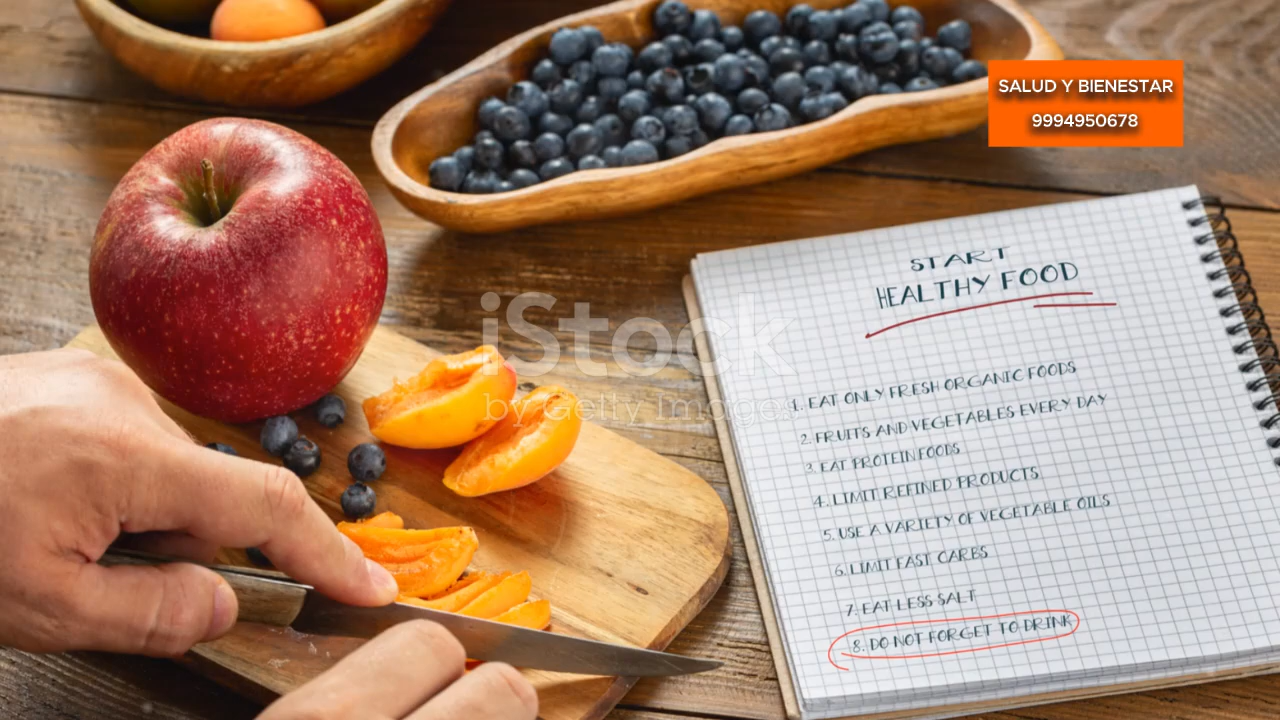 SALUD Y BIENESTAR
9994950678
START
HEALTHY FOOD
iStock
by Getty Images
1. EAT ONLY FRESH ORGANIC FOODS
2. FRUITS AND VEGETABLES EVERY DAY
3. EAT PROTEIN FOODS
4. LIMIT REFINED PRODUCTS
5. USE A VARIETY OF VEGETABLE OILS
6. LIMIT FAST CARBS
7. EAT LESS SALT
8. DO NOT FORGET TO DRINK